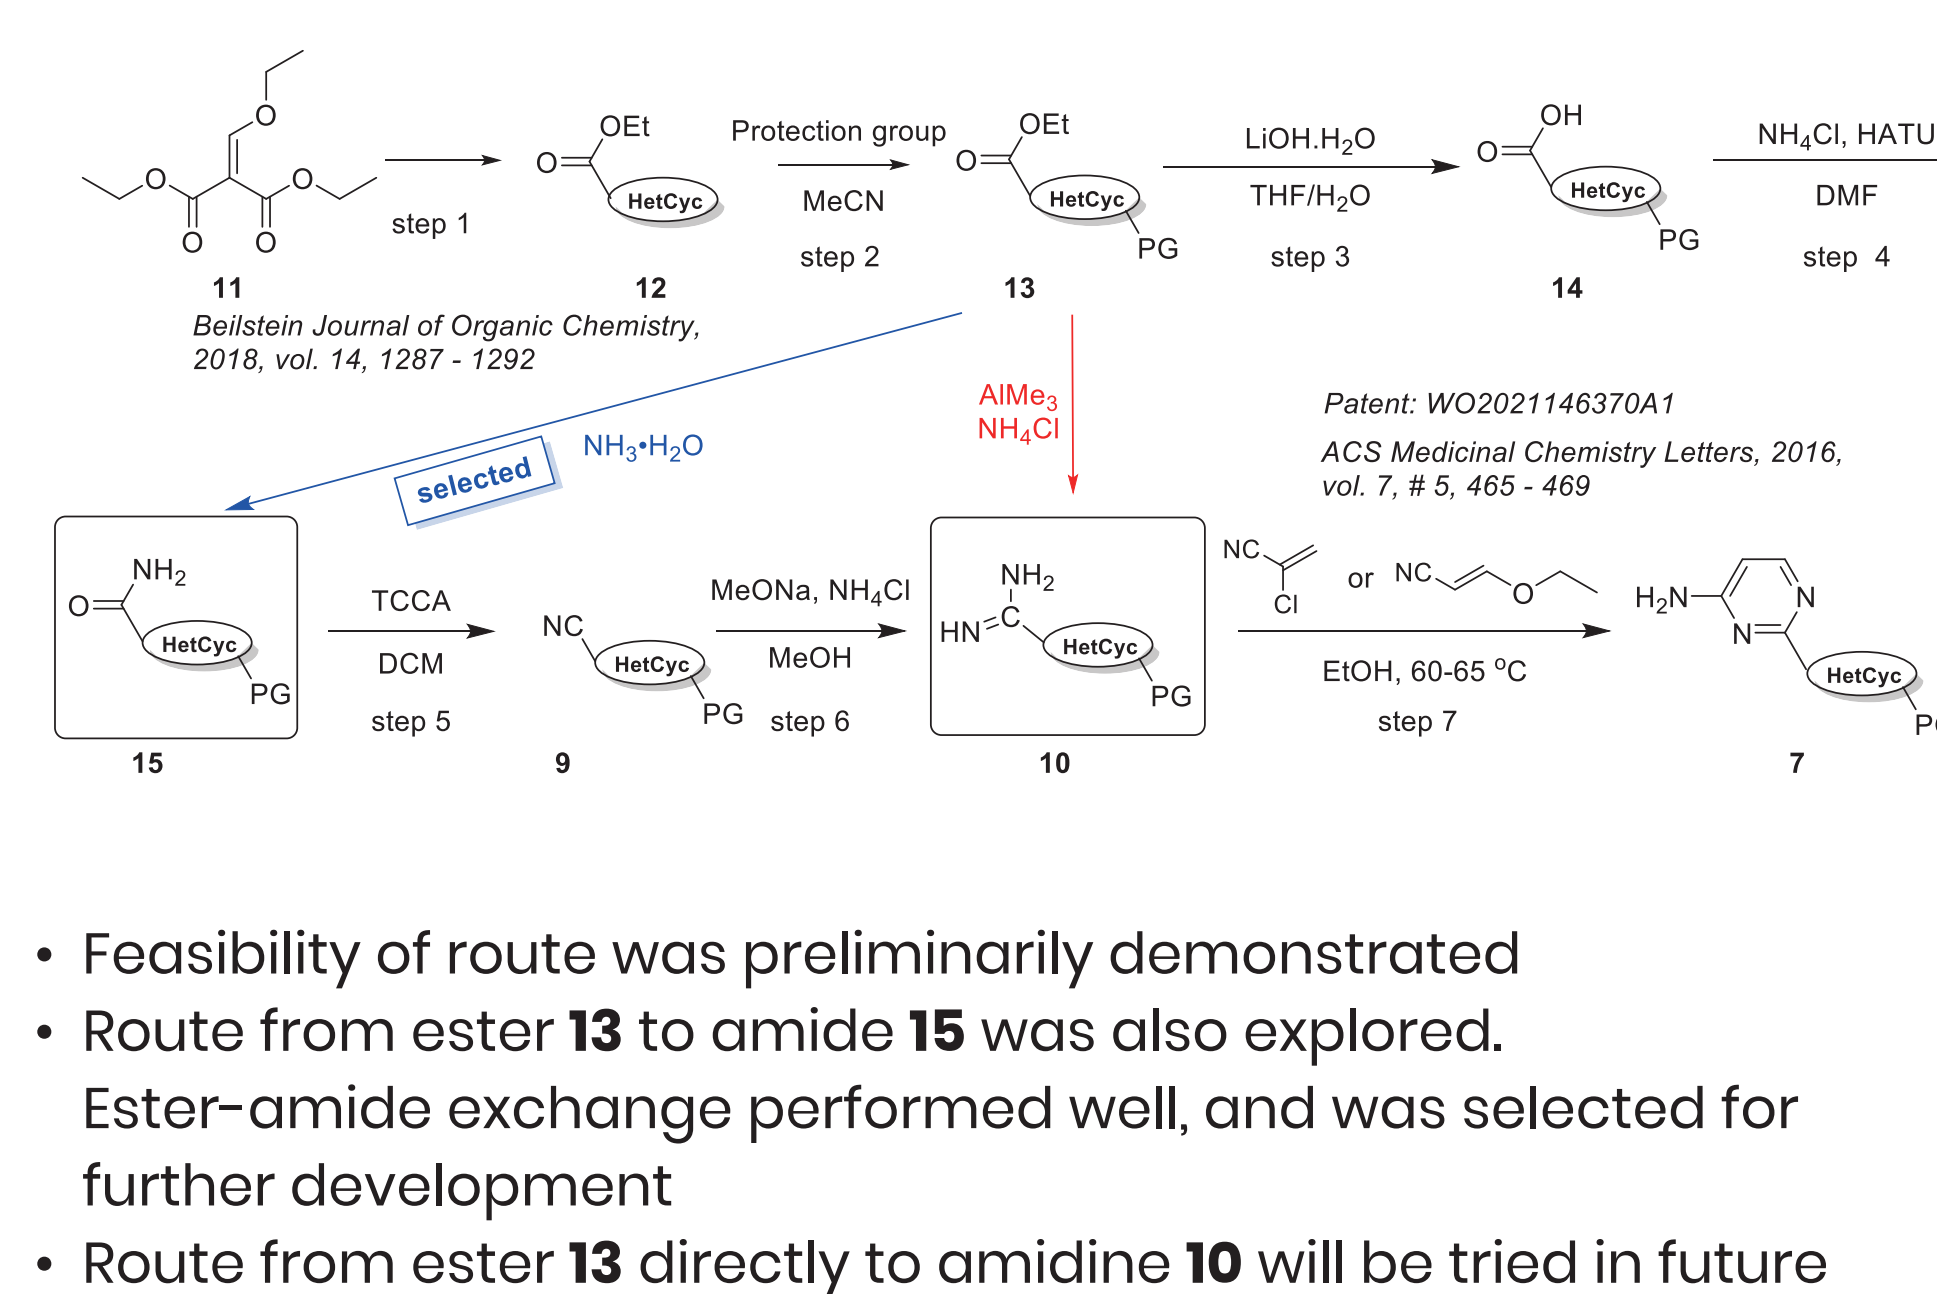 O
O
O
O
O
11
step 1
OEt
O
HetCyc
12
Protection group
MeCN
step 2
OEt
O
HetCyc
PG
13
LiOH.H₂O
THF/H₂O
step 3
OH
O
HetCyc
PG
14
NH₄Cl, HATU
DMF
step 4
Beilstein Journal of Organic Chemistry,
2018, vol. 14, 1287 - 1292
selected
NH₃•H₂O
AlMe₃
NH₄Cl
Patent: WO2021146370A1
ACS Medicinal Chemistry Letters, 2016,
vol. 7, # 5, 465 - 469
NH₂
O
HetCyc
PG
15
TCCA
DCM
step 5
NC
HetCyc
PG
9
MeONa, NH₄Cl
MeOH
step 6
NH₂
HN=C
HetCyc
PG
10
NC
Cl
or
NC
O
EtOH, 60-65 °C
step 7
H₂N
N
N
HetCyc
7
• Feasibility of route was preliminarily demonstrated
• Route from ester 13 to amide 15 was also explored.
Ester-amide exchange performed well, and was selected for
further development
• Route from ester 13 directly to amidine 10 will be tried in future